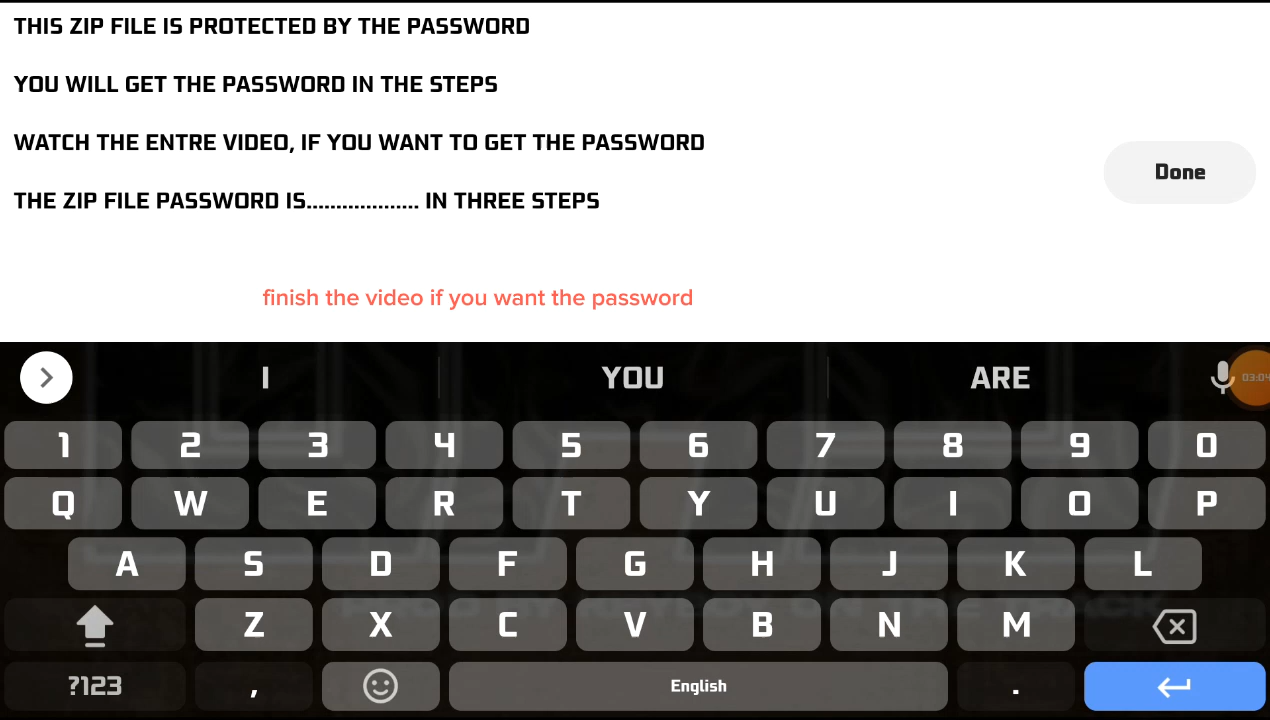 THIS ZIP FILE IS PROTECTED BY THE PASSWORD
YOU WILL GET THE PASSWORD IN THE STEPS
WATCH THE ENTRE VIDEO, IF YOU WANT TO GET THE PASSWORD
Done
THE ZIP FILE PASSWORD IS................... IN THREE STEPS
finish the video if you want the password
I YOU ARE 03:04
1 2 3 4 5 6 7 8 9 0
Q W E R T Y U I O P
A S D F G H J K L
Z X C V B N M
?123 , English .